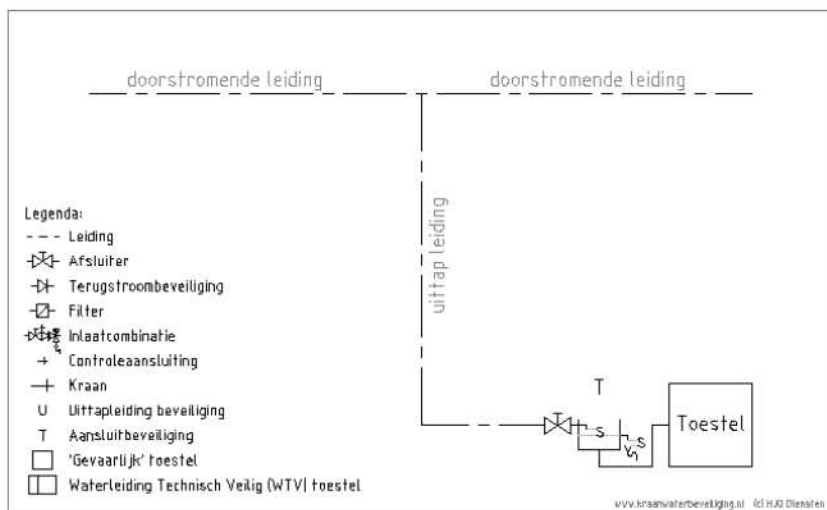 doorstromende leiding doorstromende leiding
uittap leiding
Legenda:
Leiding
Afsluiter
Terugstroombeveiliging
Filter
Inlaatcombinatie
Controleaansluiting
Kraan
U Uittapleiding beveiliging
T Aansluitbeveiliging
'Gevaarlijk' toestel
Waterleiding Technisch Veilig (WTV) toestel
T
S S
Toestel
www.kraanwaterbeveiliging.nl (c) HJG Diensten